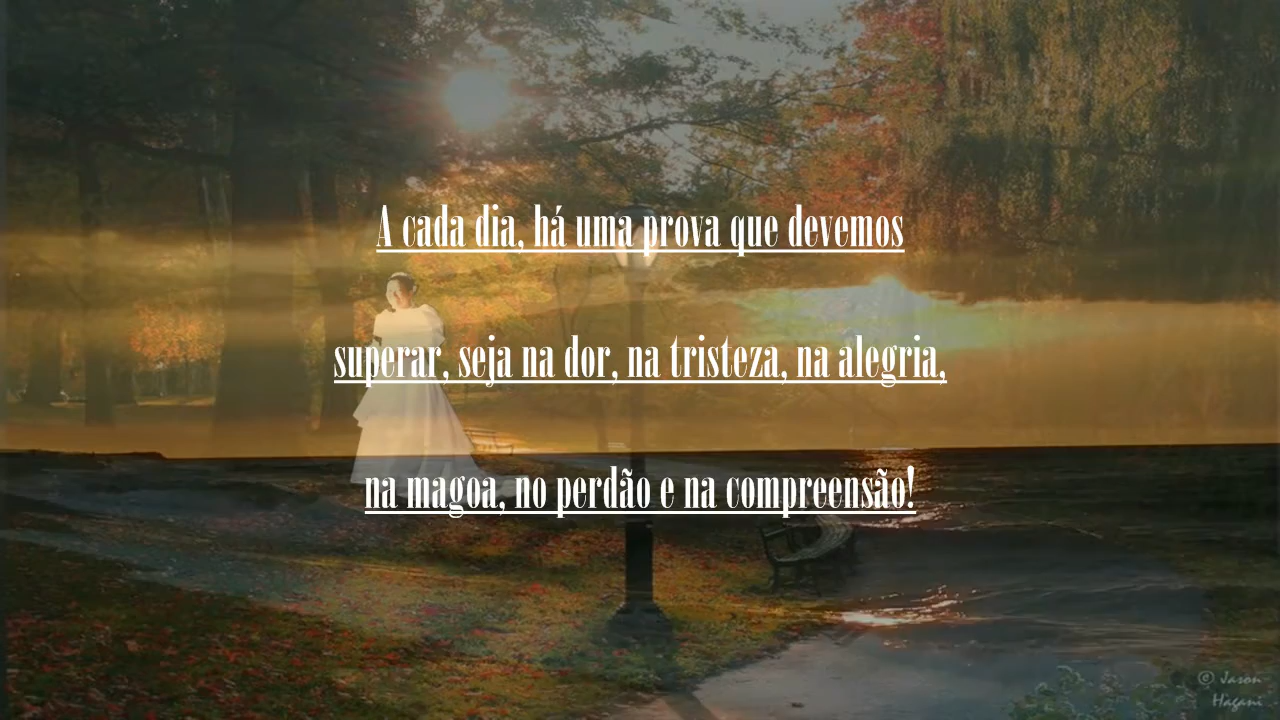 A cada dia, há uma prova que devemos
superar, seja na dor, na tristeza, na alegria,
na magoa, no perdão e na compreensão!
© Jason
Hagani